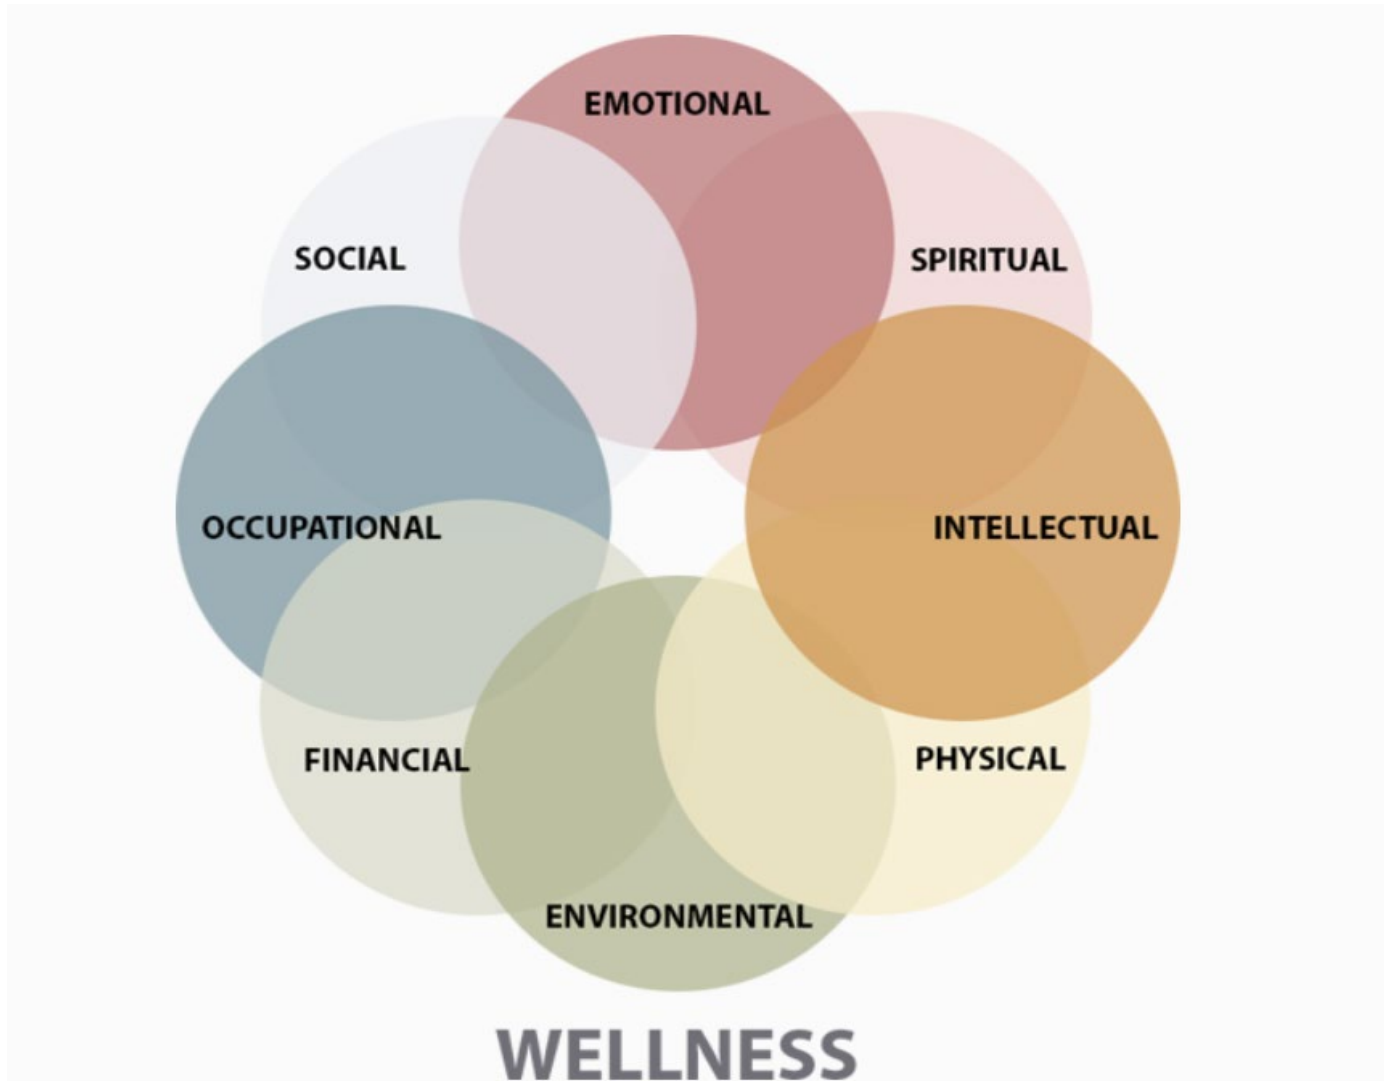 EMOTIONAL
SOCIAL
SPIRITUAL
OCCUPATIONAL
INTELLECTUAL
FINANCIAL
PHYSICAL
ENVIRONMENTAL
WELLNESS